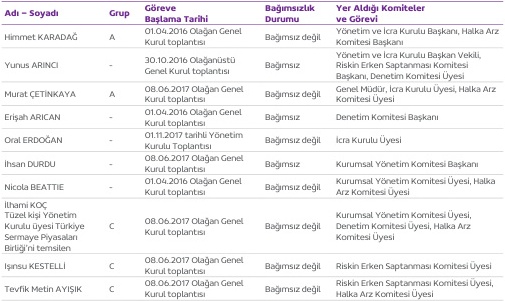 Adı – Soyadı Grup Göreve Başlama Tarihi Bağımsızlık Durumu Yer Aldığı Komiteler ve Görevi
Himmet KARADAĞ A 01.04.2016 Olağan Genel Kurul toplantısı Bağımsız değil Yönetim ve İcra Kurulu Başkanı, Halka Arz Komitesi Başkanı
Yunus ARINCI - 30.10.2016 Olağanüstü Genel Kurul toplantısı Bağımsız Yönetim ve İcra Kurulu Başkan Vekili, Riskin Erken Saptanması Komitesi Başkanı, Denetim Komitesi Üyesi
Murat ÇETİNKAYA A 08.06.2017 Olağan Genel Kurul toplantısı Bağımsız değil Genel Müdür, İcra Kurulu Üyesi, Halka Arz Komitesi Üyesi
Erişah ARICAN - 01.04.2016 Olağan Genel Kurul toplantısı Bağımsız Denetim Komitesi Başkanı
Oral ERDOĞAN - 01.11.2017 tarihli Yönetim Kurulu Toplantısı Bağımsız değil İcra Kurulu Üyesi
İhsan DURDU - 08.06.2017 Olağan Genel Kurul toplantısı Bağımsız Kurumsal Yönetim Komitesi Başkanı
Nicola BEATTIE - 01.04.2016 Olağan Genel Kurul toplantısı Bağımsız değil Kurumsal Yönetim Komitesi Üyesi, Halka Arz Komitesi Üyesi
İlhami KOÇ Tüzel kişi Yönetim Kurulu üyesi Türkiye Sermaye Piyasaları Birliği'ni temsilen C 08.06.2017 Olağan Genel Kurul toplantısı Bağımsız değil Kurumsal Yönetim Komitesi Üyesi, Denetim Komitesi Üyesi, Halka Arz Komitesi Üyesi
Işınsu KESTELLİ C 08.06.2017 Olağan Genel Kurul toplantısı Bağımsız değil Riskin Erken Saptanması Komitesi Üyesi
Tevfik Metin AYIŞIK C 08.06.2017 Olağan Genel Kurul toplantısı Bağımsız değil Riskin Erken Saptanması Komitesi Üyesi, Halka Arz Komitesi Üyesi